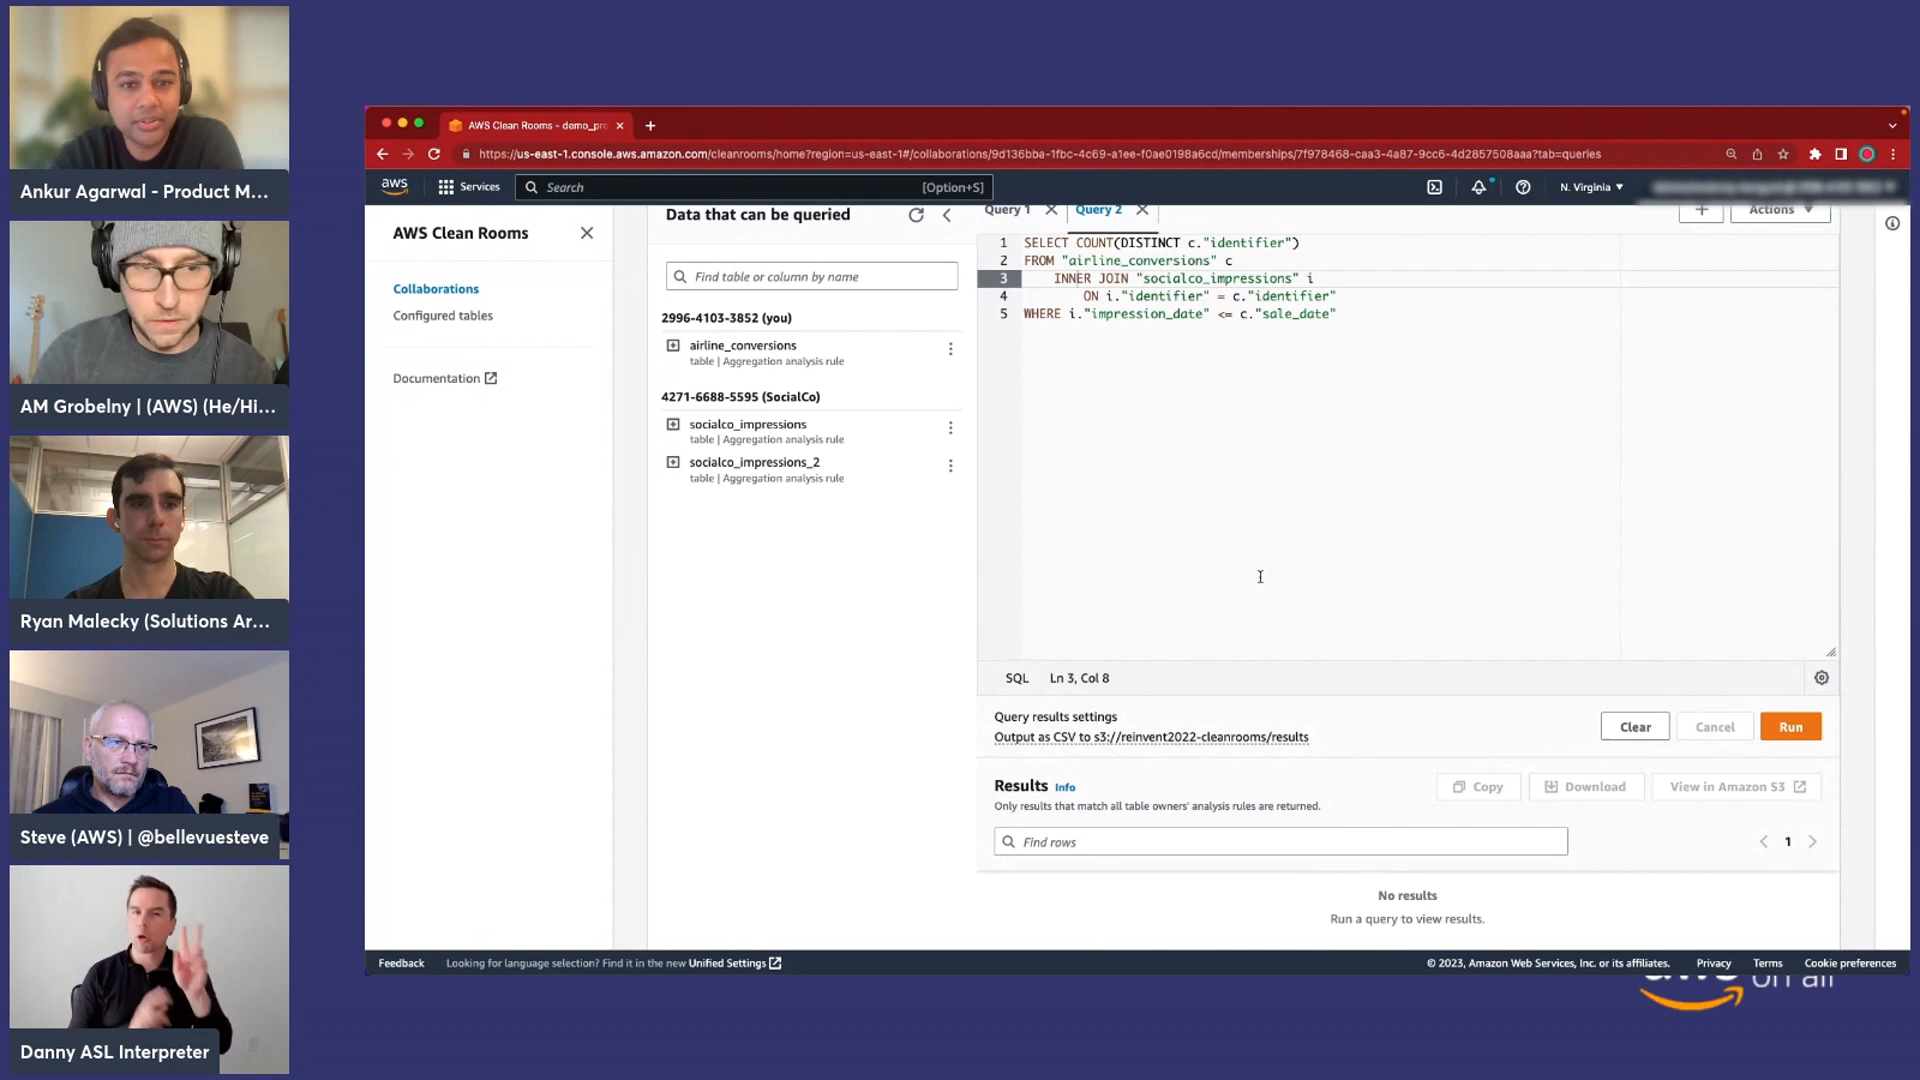 Ankur Agarwal - Product M...
AM Grobelny | (AWS) (He/Hi...
Ryan Malecky (Solutions Ar...
Steve (AWS) | @bellevuesteve
Danny ASL Interpreter
AWS Clean Rooms - demo_pro
https://us-east-1.console.aws.amazon.com/cleanrooms/home?region=us-east-1#/collaborations/9d136bba-1fbc-4c69-a1ee-f0ae0198a6cd/memberships/7f978468-caa3-4a87-9cc6-4d2857508aaa?tab=queries
aws
Services
Search
[Option+S]
N. Virginia
AWS Clean Rooms
Collaborations
Configured tables
Documentation
Data that can be queried
Find table or column by name
2996-4103-3852 (you)
airline_conversions
table | Aggregation analysis rule
4271-6688-5595 (SocialCo)
socialco_impressions
table | Aggregation analysis rule
socialco_impressions_2
table | Aggregation analysis rule
Query 1
Query 2
Actions
1 SELECT COUNT(DISTINCT c."identifier")
2 FROM "airline_conversions" c
3 INNER JOIN "socialco_impressions" i
4 ON i."identifier" = c."identifier"
5 WHERE i."impression_date" <= c."sale_date"
SQL Ln 3, Col 8
Query results settings
Output as CSV to s3://reinvent2022-cleanrooms/results
Clear
Cancel
Run
Results Info
Only results that match all table owners' analysis rules are returned.
Copy
Download
View in Amazon S3
Find rows
1
No results
Run a query to view results.
Feedback
Looking for language selection? Find it in the new Unified Settings
© 2023, Amazon Web Services, Inc. or its affiliates.
Privacy
Terms
Cookie preferences
aws on air